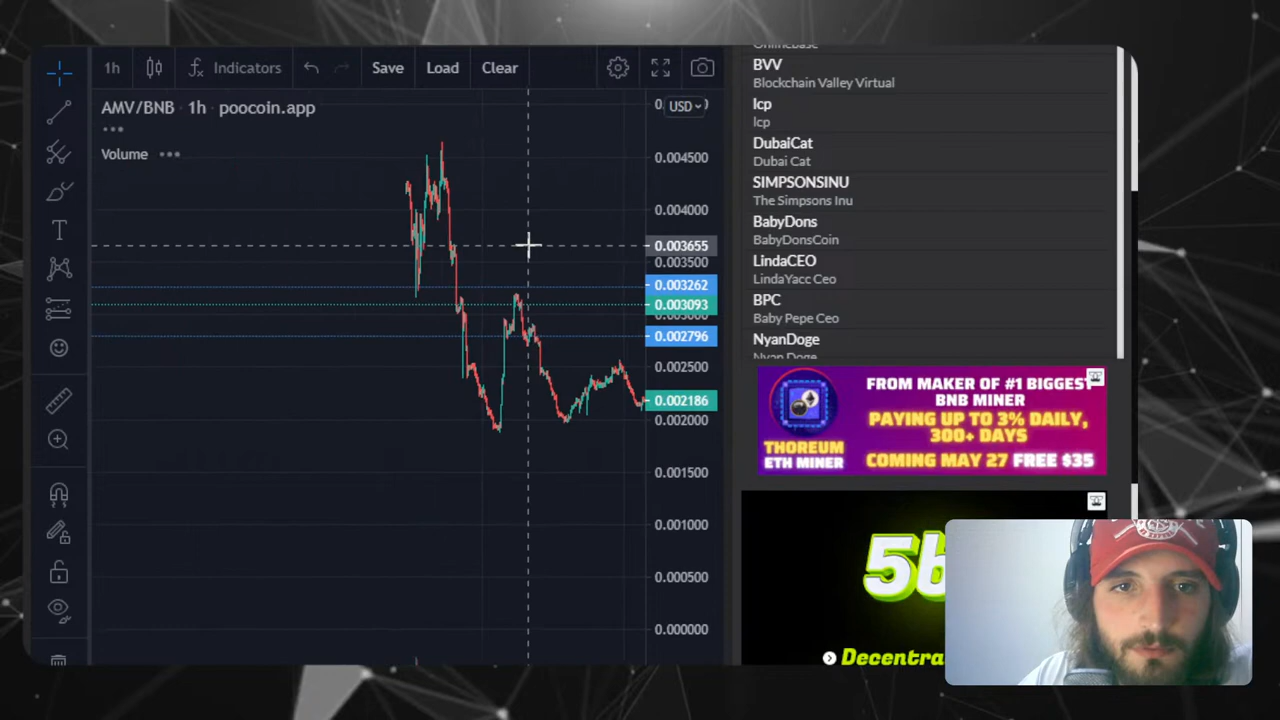 1h
Indicators
Save
Load
Clear
AMV/BNB · 1h · poocoin.app
Volume
USD
0.004500
0.004000
0.003655
0.003500
0.003262
0.003093
0.002796
0.002500
0.002186
0.002000
0.001500
0.001000
0.000500
0.000000
BVV
Blockchain Valley Virtual
lcp
lcp
DubaiCat
Dubai Cat
SIMPSONSINU
The Simpsons Inu
BabyDons
BabyDonsCoin
LindaCEO
LindaYacc Ceo
BPC
Baby Pepe Ceo
NyanDoge
Nyan Doge
THOREUM
ETH MINER
FROM MAKER OF #1 BIGGEST
BNB MINER
PAYING UP TO 3% DAILY,
300+ DAYS
COMING MAY 27 FREE $35
Decentra